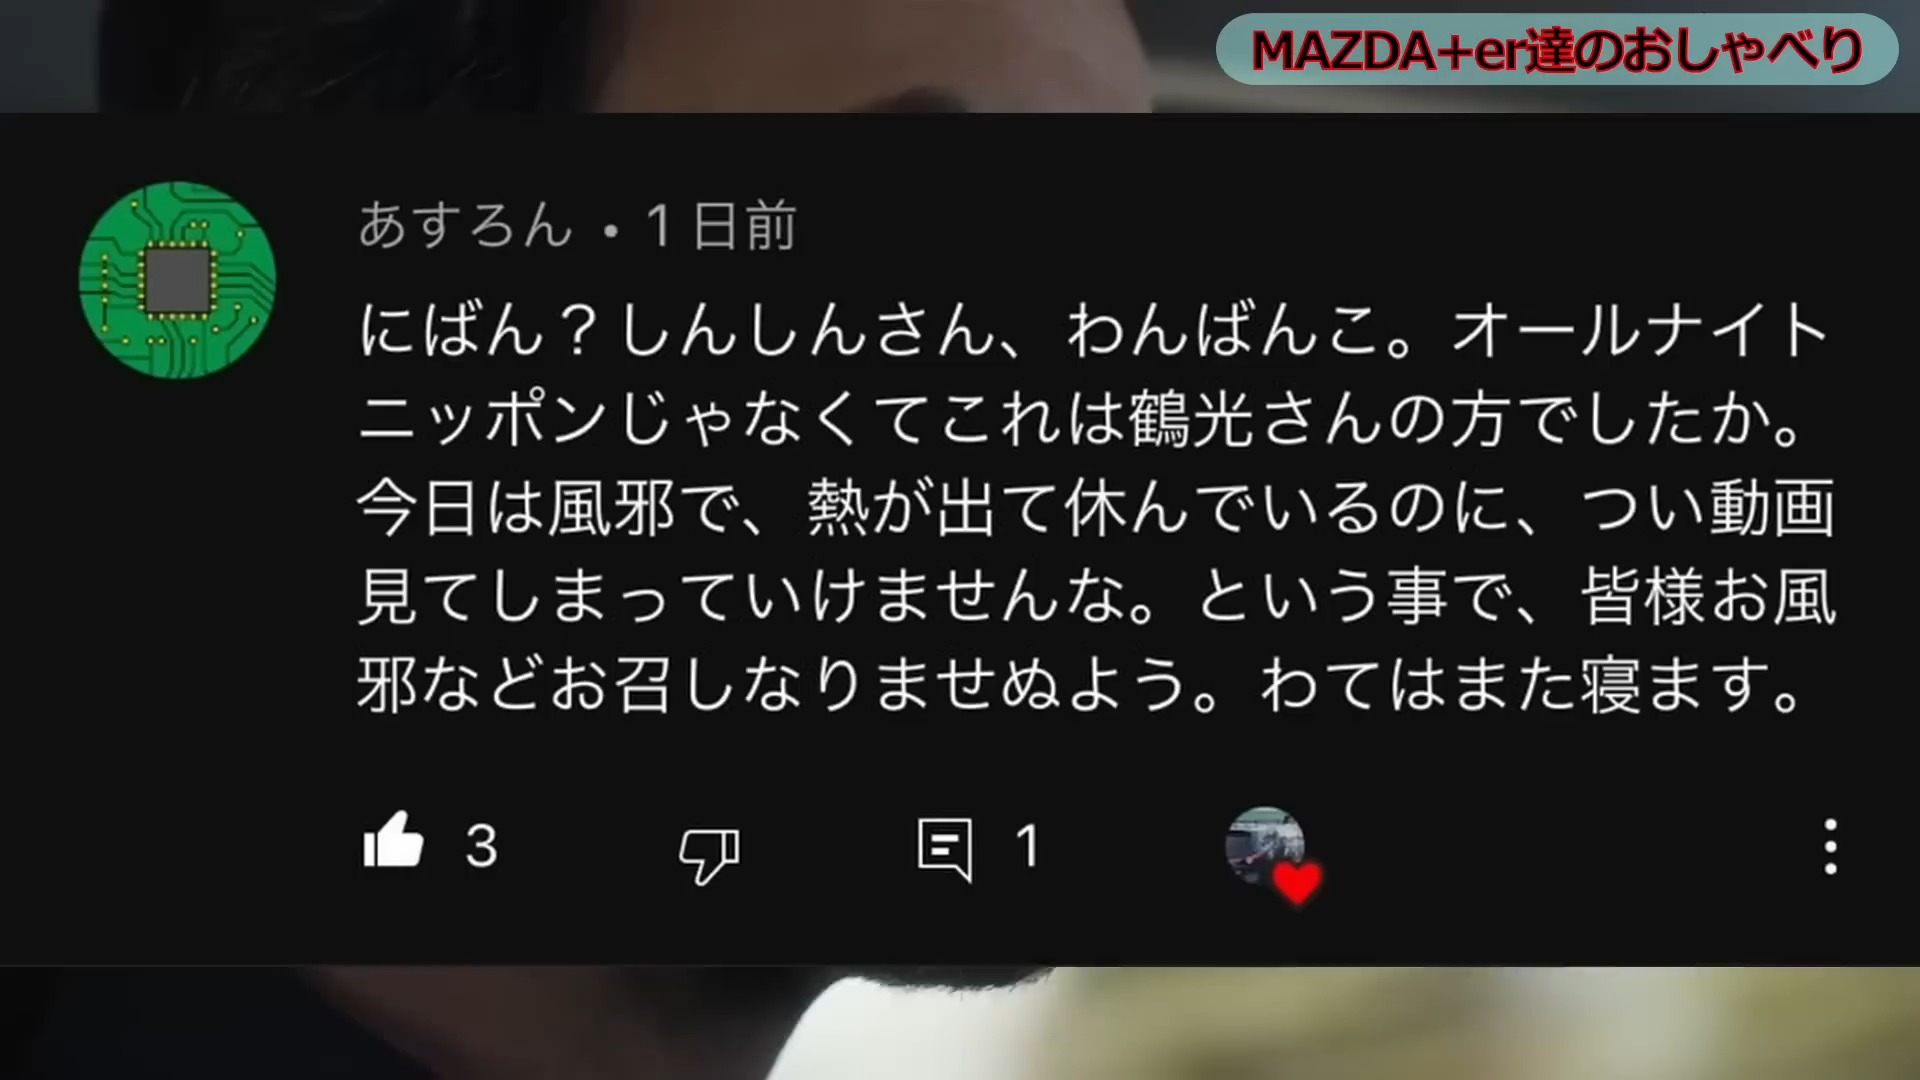 MAZDA+er達のおしゃべり
あすろん・1日前
にばん？しんしんさん、わんばんこ。オールナイト
ニッポンじゃなくてこれは鶴光さんの方でしたか。
今日は風邪で、熱が出て休んでいるのに、つい動画
見てしまっていけませんな。という事で、皆様お風
邪などお召しなりませぬよう。わてはまた寝ます。
3
1